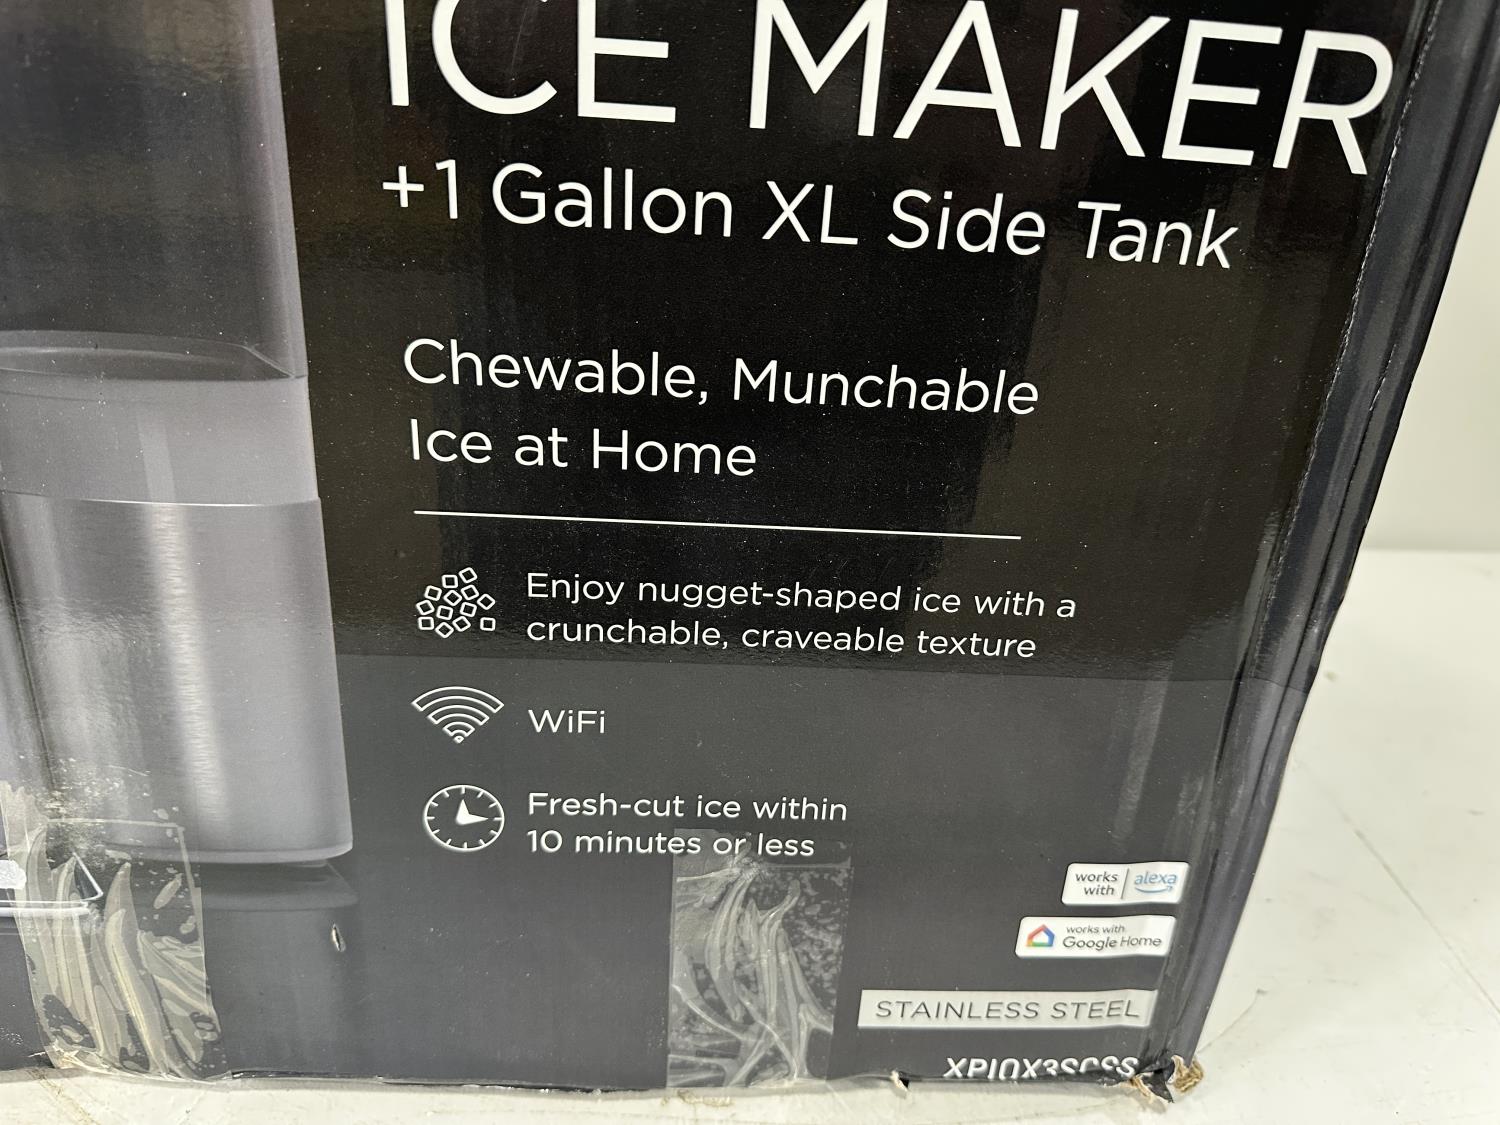 ICE MAKER
+1 Gallon XL Side Tank
Chewable, Munchable
Ice at Home
Enjoy nugget-shaped ice with a
crunchable, craveable texture
WiFi
Fresh-cut ice within
10 minutes or less
works
with
alexa
works with
Google Home
STAINLESS STEEL